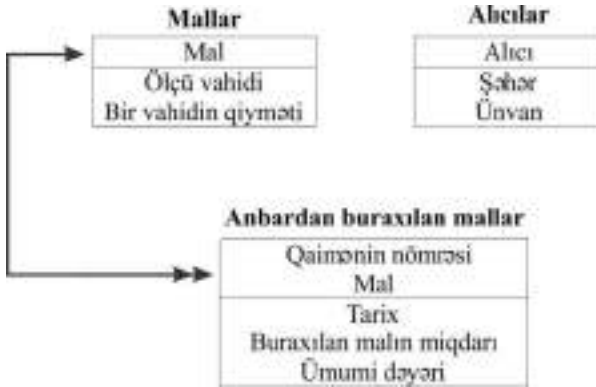 Mallar
Mal
Ölçü vahidi
Bir vahidin qiyməti
Alıcılar
Alıcı
Şəhər
Ünvan
Anbardan buraxılan mallar
Qaimənin nömrəsi
Mal
Tarix
Buraxılan malın miqdarı
Ümumi dəyəri